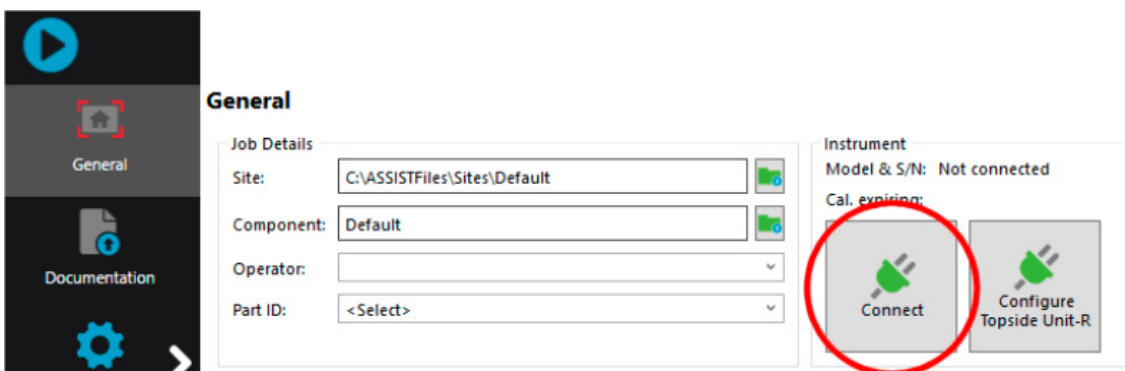 General
Documentation
General
Job Details
Site:
C:\ASSISTFiles\Sites\Default
Component:
Default
Operator:
Part ID:
<Select>
Instrument
Model & S/N: Not connected
Cal. expiring:
Connect
Configure
Topside Unit-R